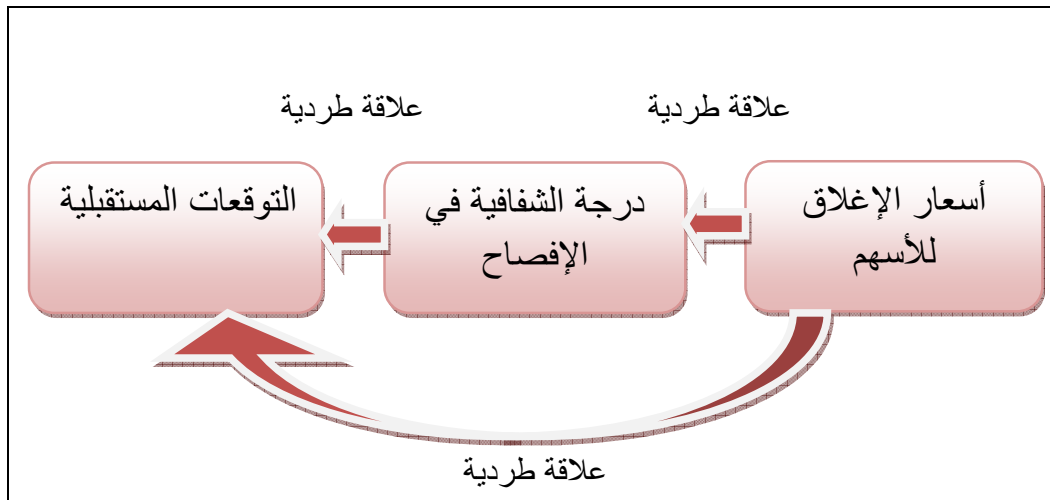 علاقة طردية
علاقة طردية
أسعار الإغلاق
للأسهم
درجة الشفافية في
الإفصاح
التوقعات المستقبلية
علاقة طردية